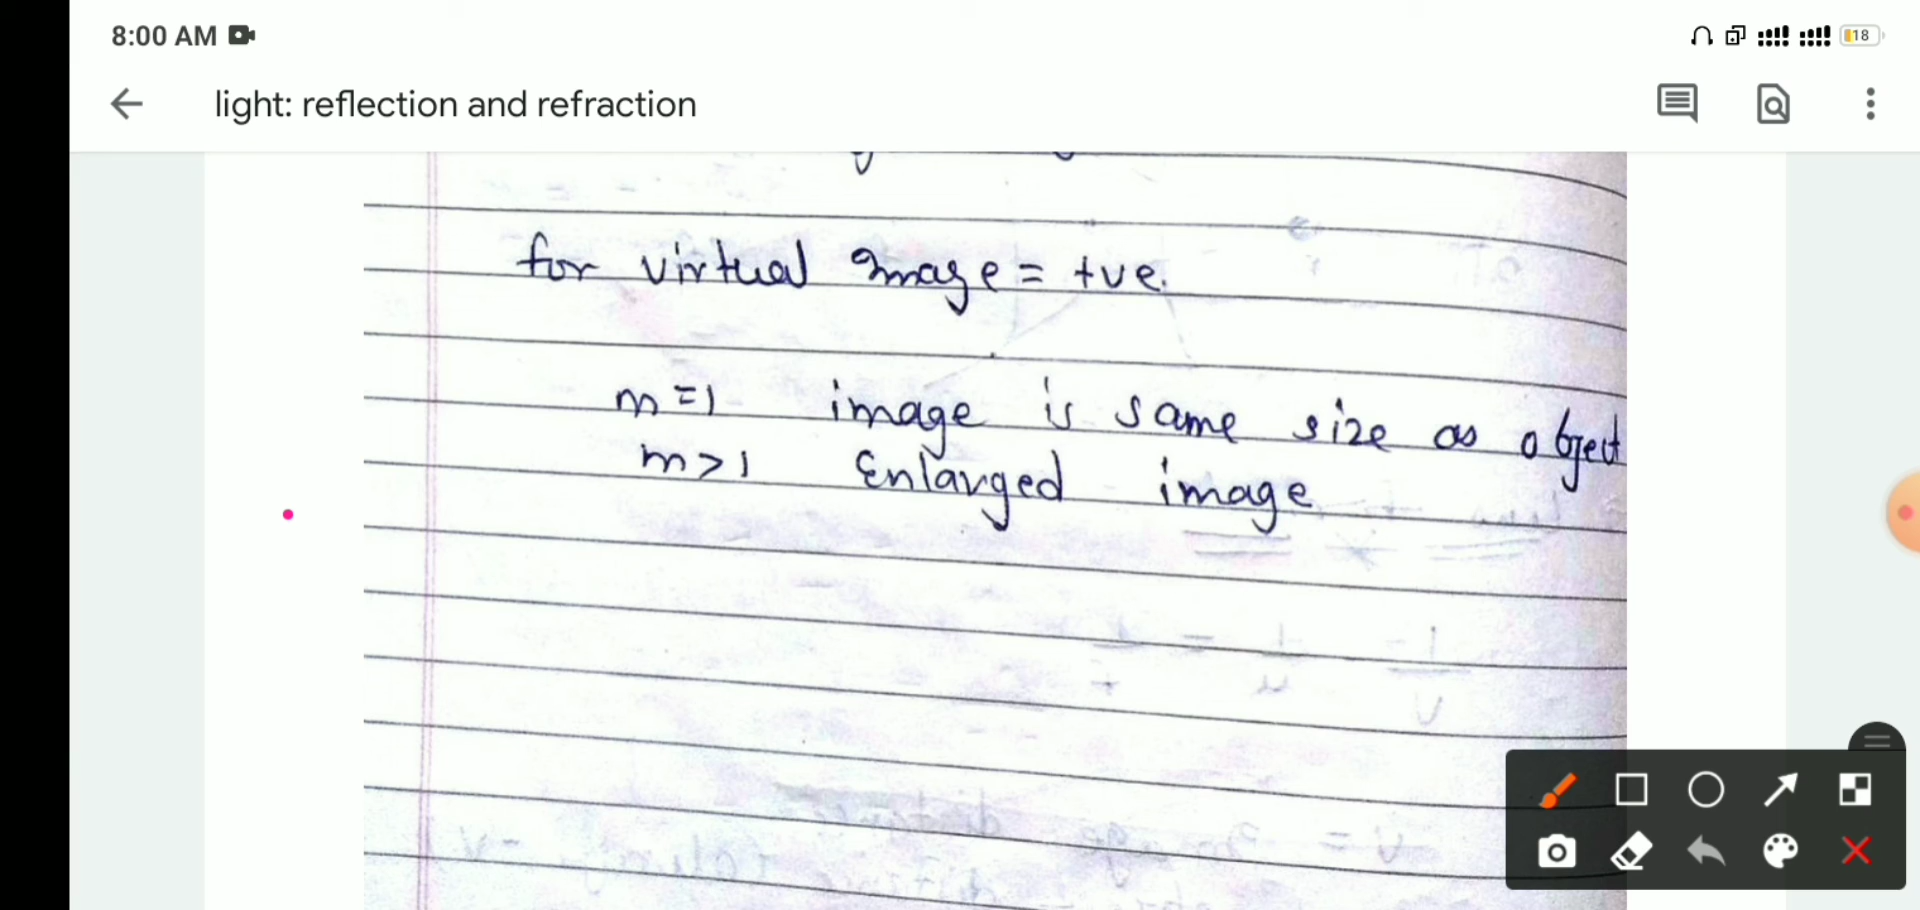 8:00 AM
18
light: reflection and refraction
for virtual image = +ve.
m = 1 image is same size as object
m > 1 Enlarged image